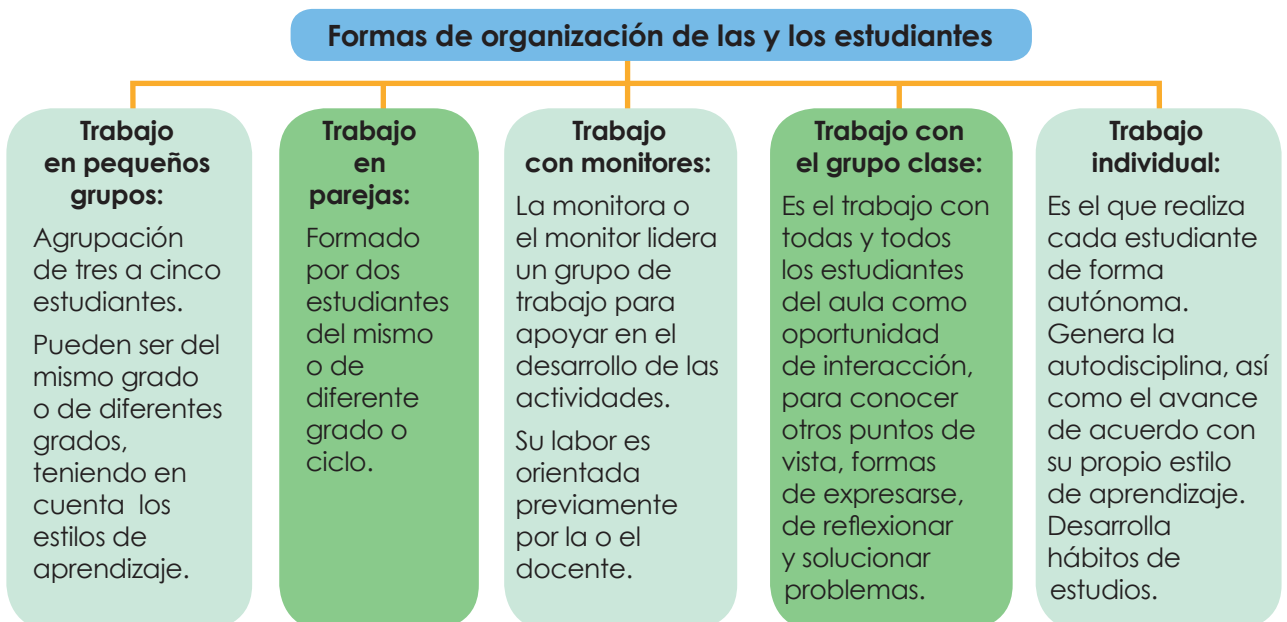 Formas de organización de las y los estudiantes
Trabajo
en pequeños
grupos:
Agrupación
de tres a cinco
estudiantes.
Pueden ser del
mismo grado
o de diferentes
grados,
teniendo en
cuenta los
estilos de
aprendizaje.
Trabajo
en
parejas:
Formado
por dos
estudiantes
del mismo
o de
diferente
grado o
ciclo.
Trabajo
con monitores:
La monitora o
el monitor lidera
un grupo de
trabajo para
apoyar en el
desarrollo de las
actividades.
Su labor es
orientada
previamente
por la o el
docente.
Trabajo con
el grupo clase:
Es el trabajo con
todas y todos
los estudiantes
del aula como
oportunidad
de interacción,
para conocer
otros puntos de
vista, formas
de expresarse,
de reflexionar
y solucionar
problemas.
Trabajo
individual:
Es el que realiza
cada estudiante
de forma
autónoma.
Genera la
autodisciplina, así
como el avance
de acuerdo con
su propio estilo
de aprendizaje.
Desarrolla
hábitos de
estudios.